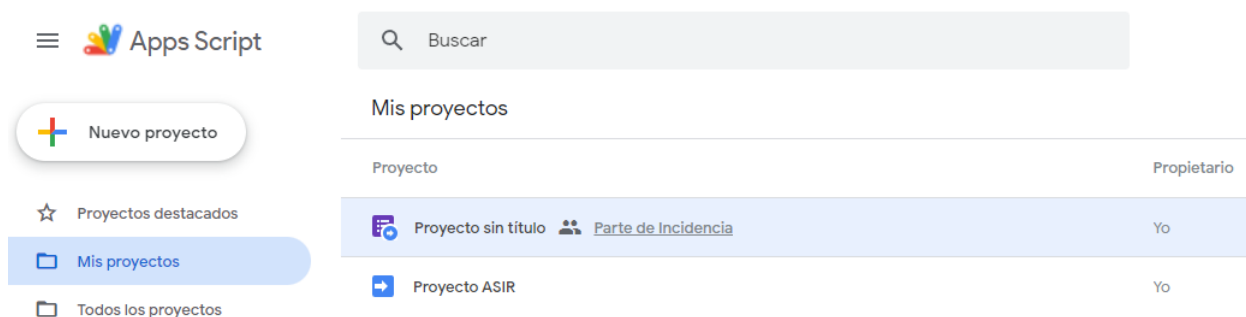 Apps Script
Buscar
Nuevo proyecto
Proyectos destacados
Mis proyectos
Todos los proyectos
Mis proyectos
Proyecto Propietario
Proyecto sin título Parte de Incidencia Yo
Proyecto ASIR Yo